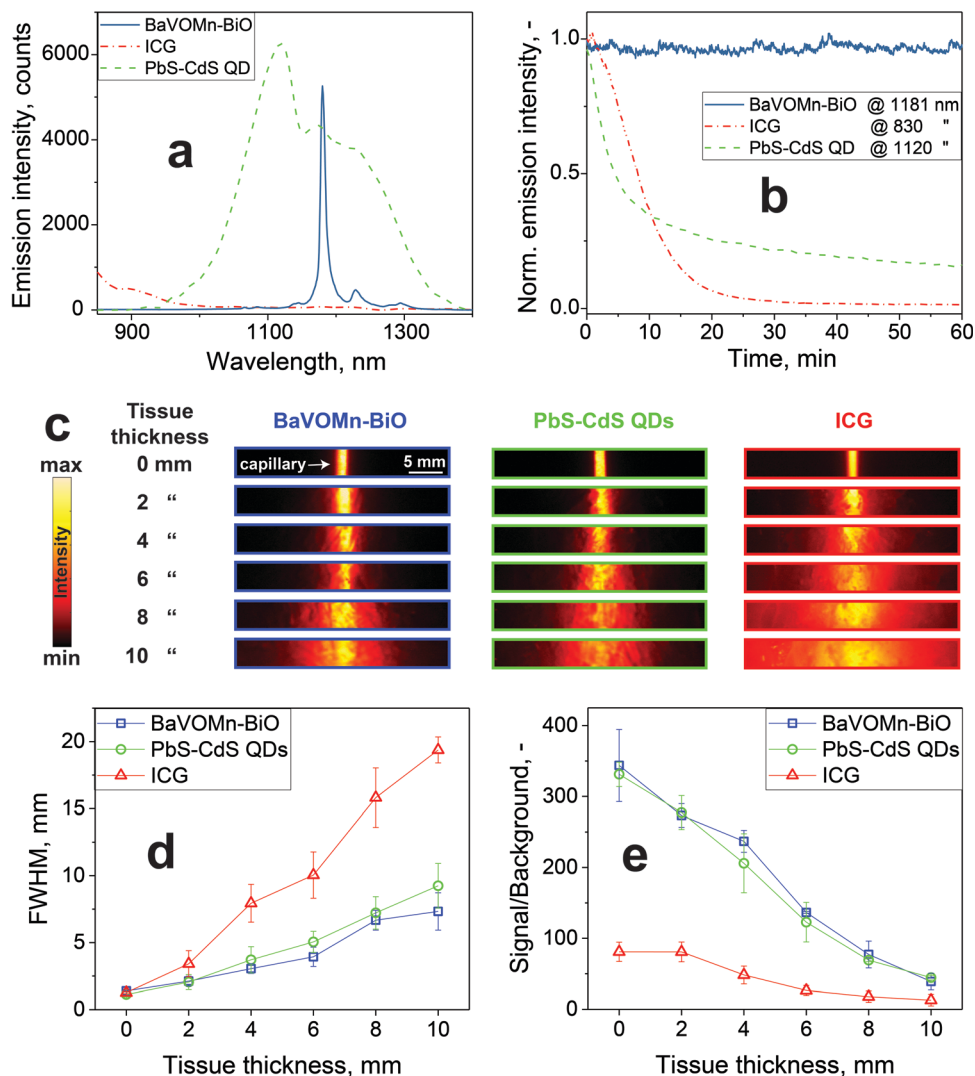 BaVOMn-BiO
ICG
PbS-CdS QD
a
6000
4000
2000
0
900
1100
1300
Emission intensity, counts
Wavelength, nm
BaVOMn-BiO @ 1181 nm
ICG @ 830 "
PbS-CdS QD @ 1120 "
b
1.0
0.5
0.0
0
10
20
30
40
50
60
Norm. emission intensity, -
Time, min
c
Tissue
thickness
BaVOMn-BiO
PbS-CdS QDs
ICG
max
Intensity
min
0 mm
capillary
5 mm
2 “
4 “
6 “
8 “
10 “
BaVOMn-BiO
PbS-CdS QDs
ICG
d
20
15
10
5
0
0
2
4
6
8
10
FWHM, mm
Tissue thickness, mm
BaVOMn-BiO
PbS-CdS QDs
ICG
e
400
300
200
100
0
0
2
4
6
8
10
Signal/Background, -
Tissue thickness, mm